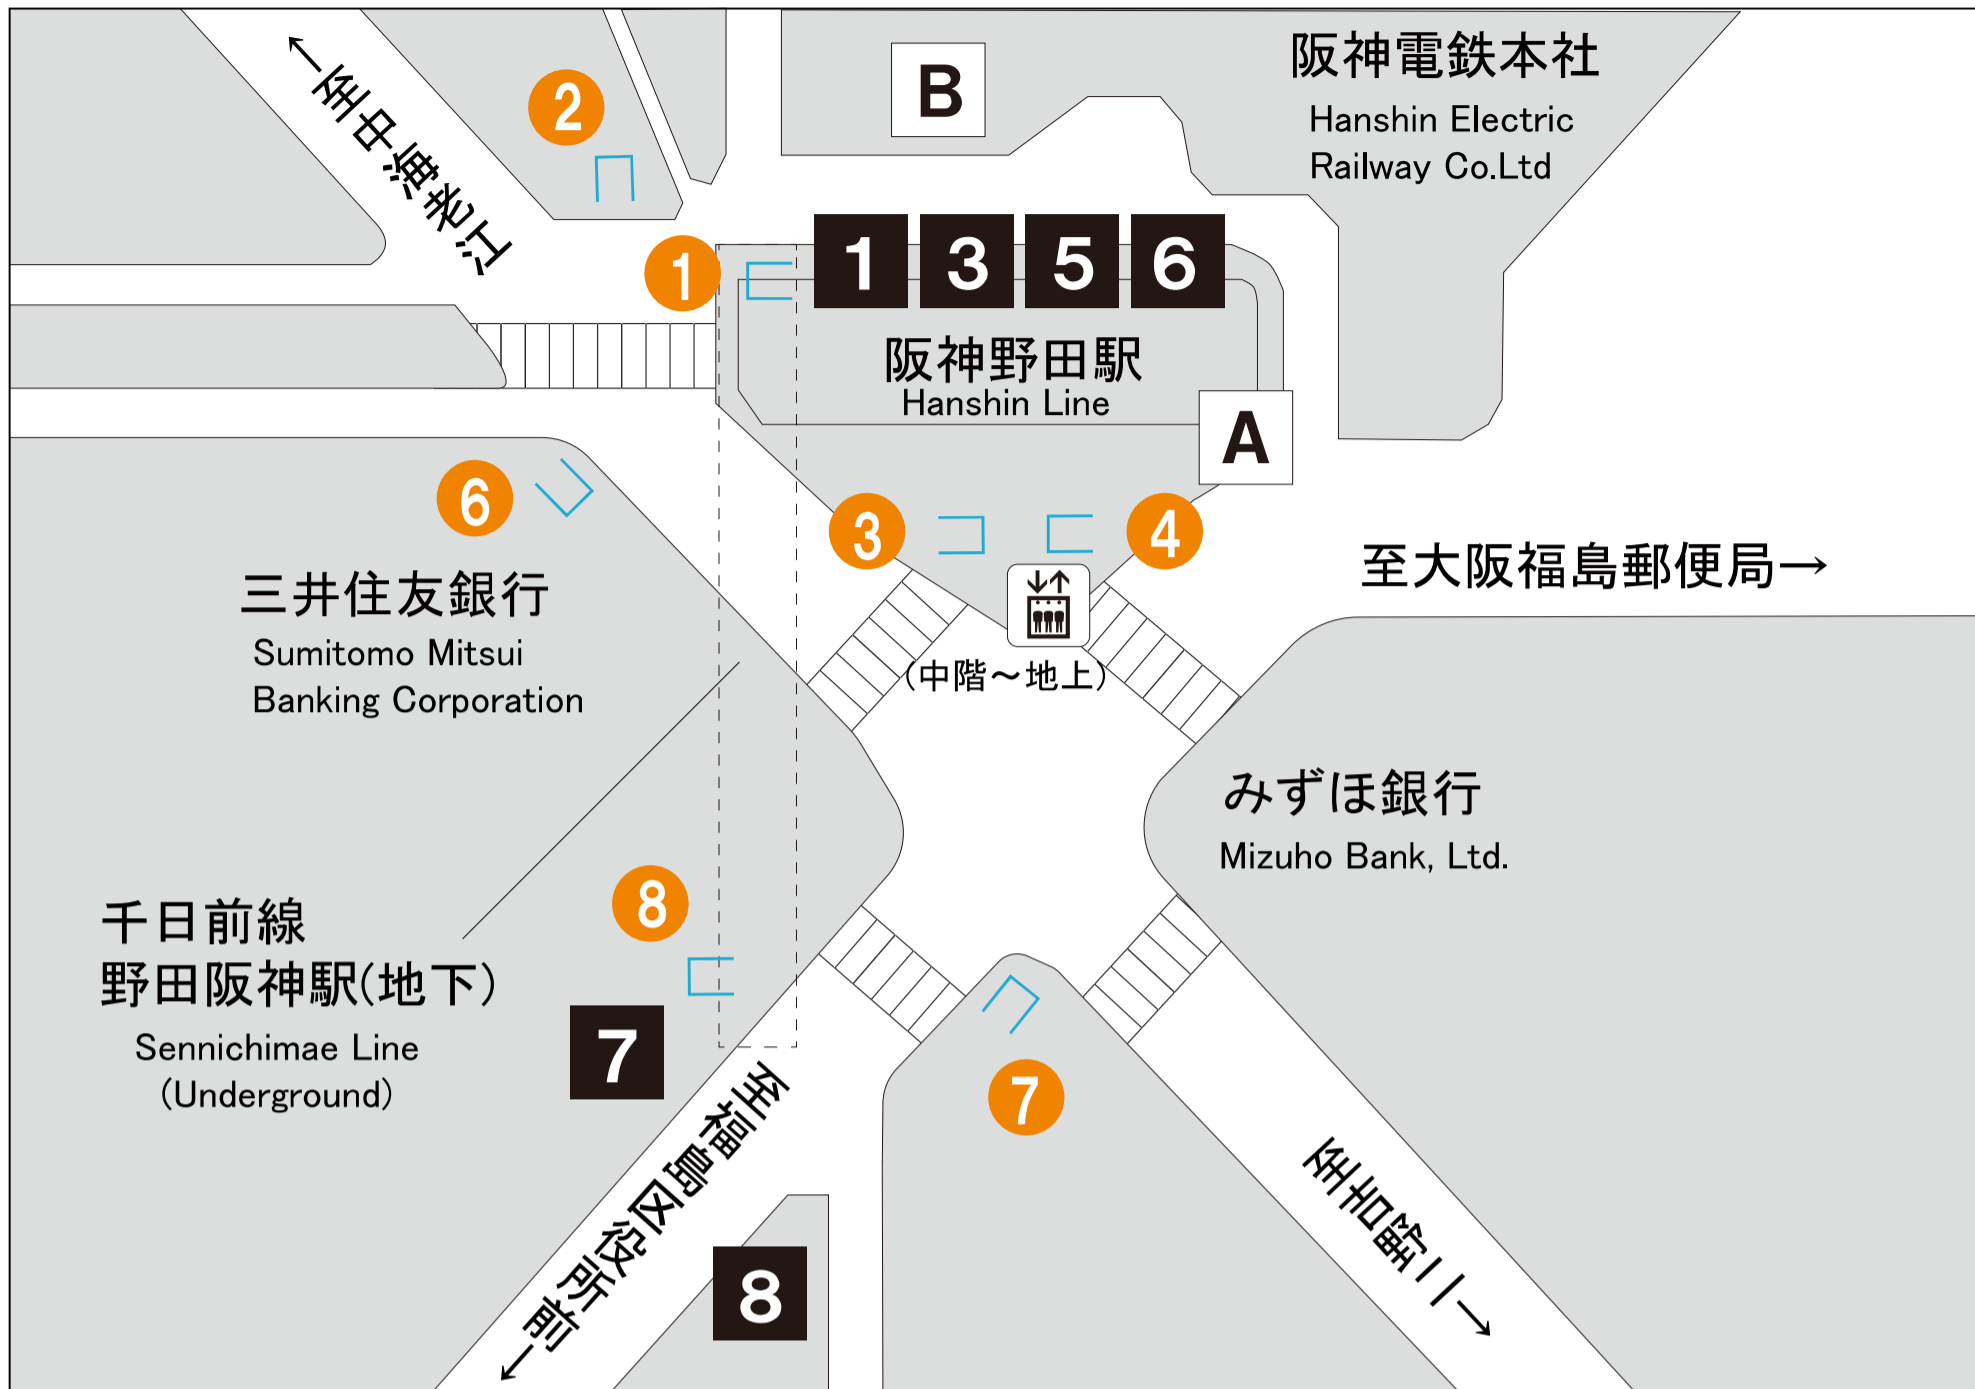 阪神電鉄本社
Hanshin Electric
Railway Co.Ltd
B
2
←至中海老江
1
1 3 5 6
阪神野田駅
Hanshin Line
A
6
3
4
至大阪福島郵便局→
(中階～地上)
三井住友銀行
Sumitomo Mitsui
Banking Corporation
みずほ銀行
Mizuho Bank, Ltd.
8
千日前線
野田阪神駅(地下)
Sennichimae Line
(Underground)
7
7
至福島区役所前→
至吉野二→
8